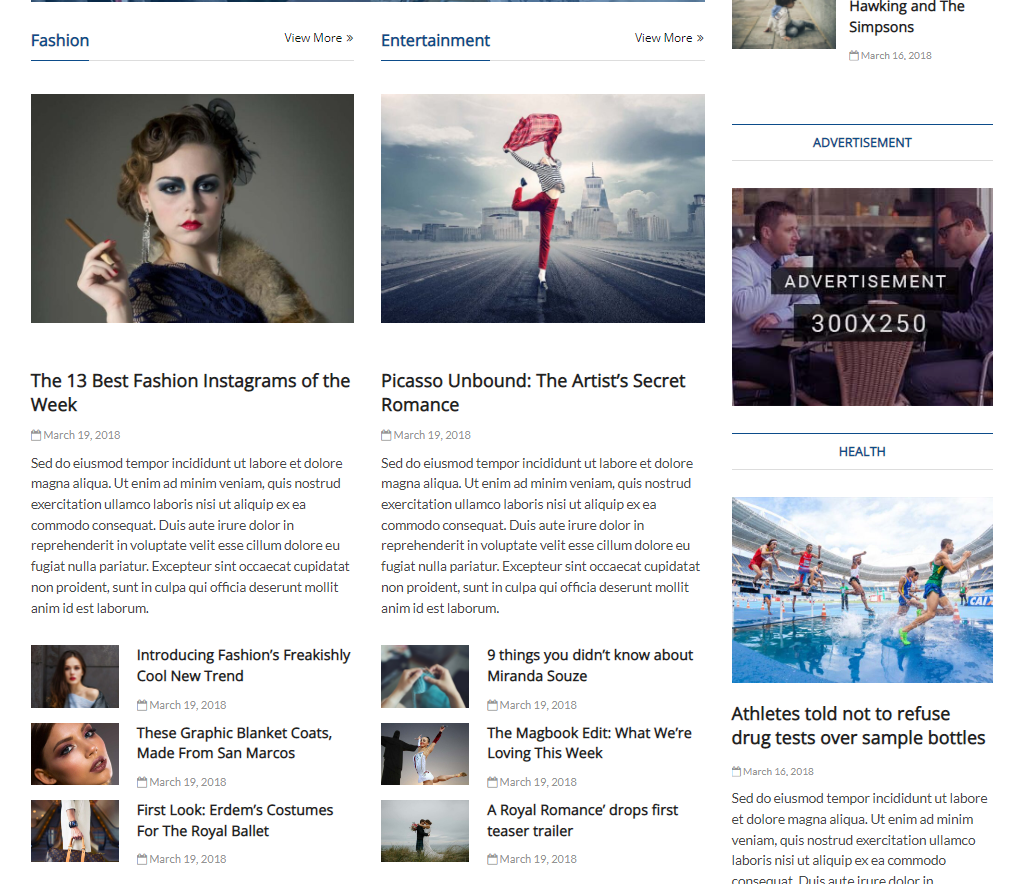 Fashion
View More »
The 13 Best Fashion Instagrams of the
Week
March 19, 2018
Sed do eiusmod tempor incididunt ut labore et dolore
magna aliqua. Ut enim ad minim veniam, quis nostrud
exercitation ullamco laboris nisi ut aliquip ex ea
commodo consequat. Duis aute irure dolor in
reprehenderit in voluptate velit esse cillum dolore eu
fugiat nulla pariatur. Excepteur sint occaecat cupidatat
non proident, sunt in culpa qui officia deserunt mollit
anim id est laborum.
Introducing Fashion’s Freakishly
Cool New Trend
March 19, 2018
These Graphic Blanket Coats,
Made From San Marcos
March 19, 2018
First Look: Erdem’s Costumes
For The Royal Ballet
March 19, 2018
Entertainment
View More »
Picasso Unbound: The Artist’s Secret
Romance
March 19, 2018
Sed do eiusmod tempor incididunt ut labore et dolore
magna aliqua. Ut enim ad minim veniam, quis nostrud
exercitation ullamco laboris nisi ut aliquip ex ea
commodo consequat. Duis aute irure dolor in
reprehenderit in voluptate velit esse cillum dolore eu
fugiat nulla pariatur. Excepteur sint occaecat cupidatat
non proident, sunt in culpa qui officia deserunt mollit
anim id est laborum.
9 things you didn’t know about
Miranda Souze
March 19, 2018
The Magbook Edit: What We’re
Loving This Week
March 19, 2018
A Royal Romance’ drops first
teaser trailer
March 19, 2018
Hawking and The
Simpsons
March 16, 2018
ADVERTISEMENT
ADVERTISEMENT
300X250
HEALTH
CAIX
Athletes told not to refuse
drug tests over sample bottles
March 16, 2018
Sed do eiusmod tempor incididunt ut labore
et dolore magna aliqua. Ut enim ad minim
veniam, quis nostrud exercitation ullamco
laboris nisi ut aliquip ex ea commodo
consequat. Duis aute irure dolor in